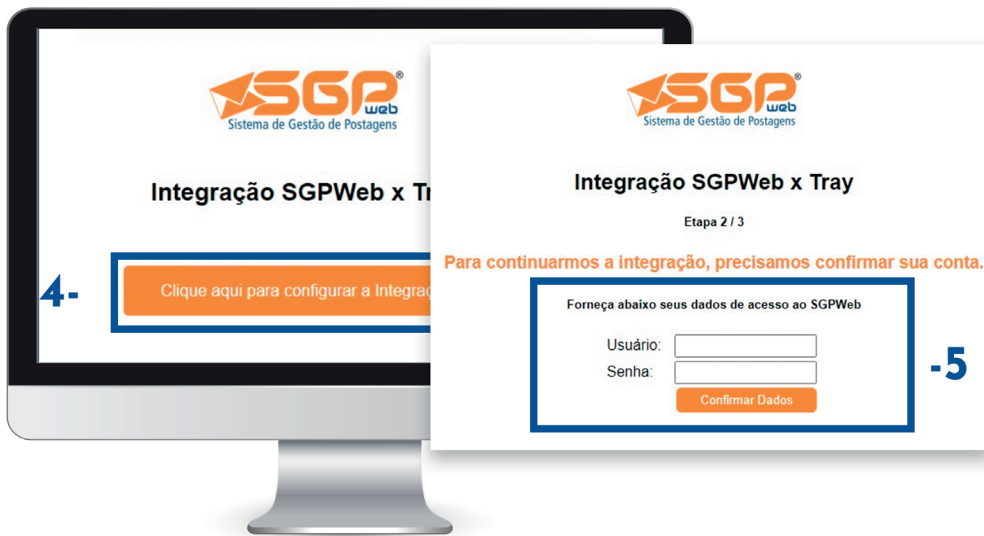 SGP®
web
Sistema de Gestão de Postagens
Integração SGPWeb x Tr
4-
Clique aqui para configurar a Integraç
SGP®
web
Sistema de Gestão de Postagens
Integração SGPWeb x Tray
Etapa 2 / 3
Para continuarmos a integração, precisamos confirmar sua conta.
Forneça abaixo seus dados de acesso ao SGPWeb
Usuário:
Senha:
Confirmar Dados
-5